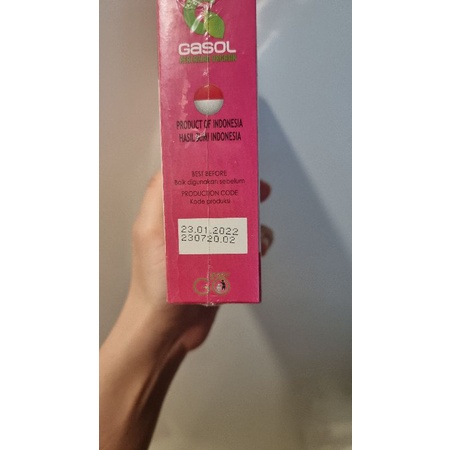 GASOL
PRODUCT OF INDONESIA
HASIL BUMI INDONESIA
BEST BEFORE
Baik digunakan sebelum
PRODUCTION CODE
Kode produksi
23.01.2022
230720.02